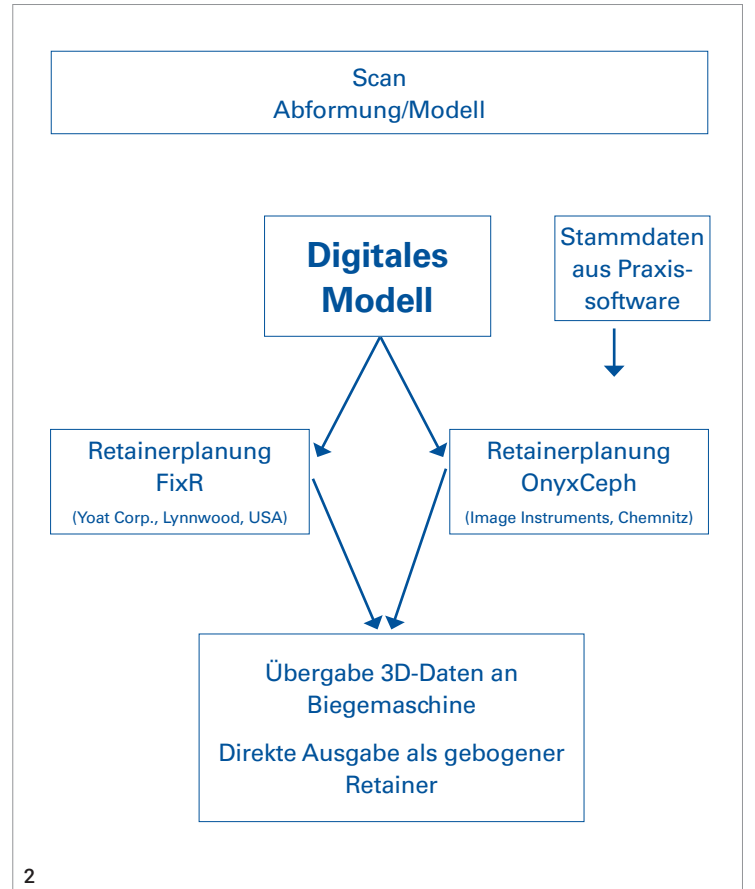 Scan
Abformung/Modell
Digitales
Modell
Stammdaten
aus Praxis-
software
Retainerplanung
FixR
(Yoat Corp., Lynnwood, USA)
Retainerplanung
OnyxCeph
(Image Instruments, Chemnitz)
Übergabe 3D-Daten an
Biegemaschine
Direkte Ausgabe als gebogener
Retainer
2